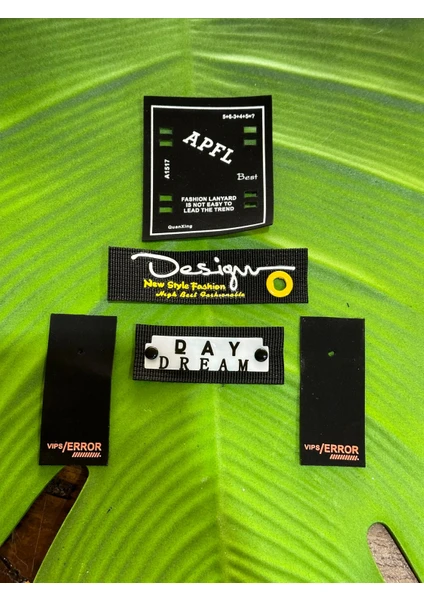 5+6-3+4+5=7
APFL
A1517
Best
FASHION LANYARD
IS NOT EASY TO
LEAD THE TREND
QuanXing
Design
New Style Fashion
High Best Fashionable
DAY
DREAM
VIPS/ERROR
VIPS/ERROR